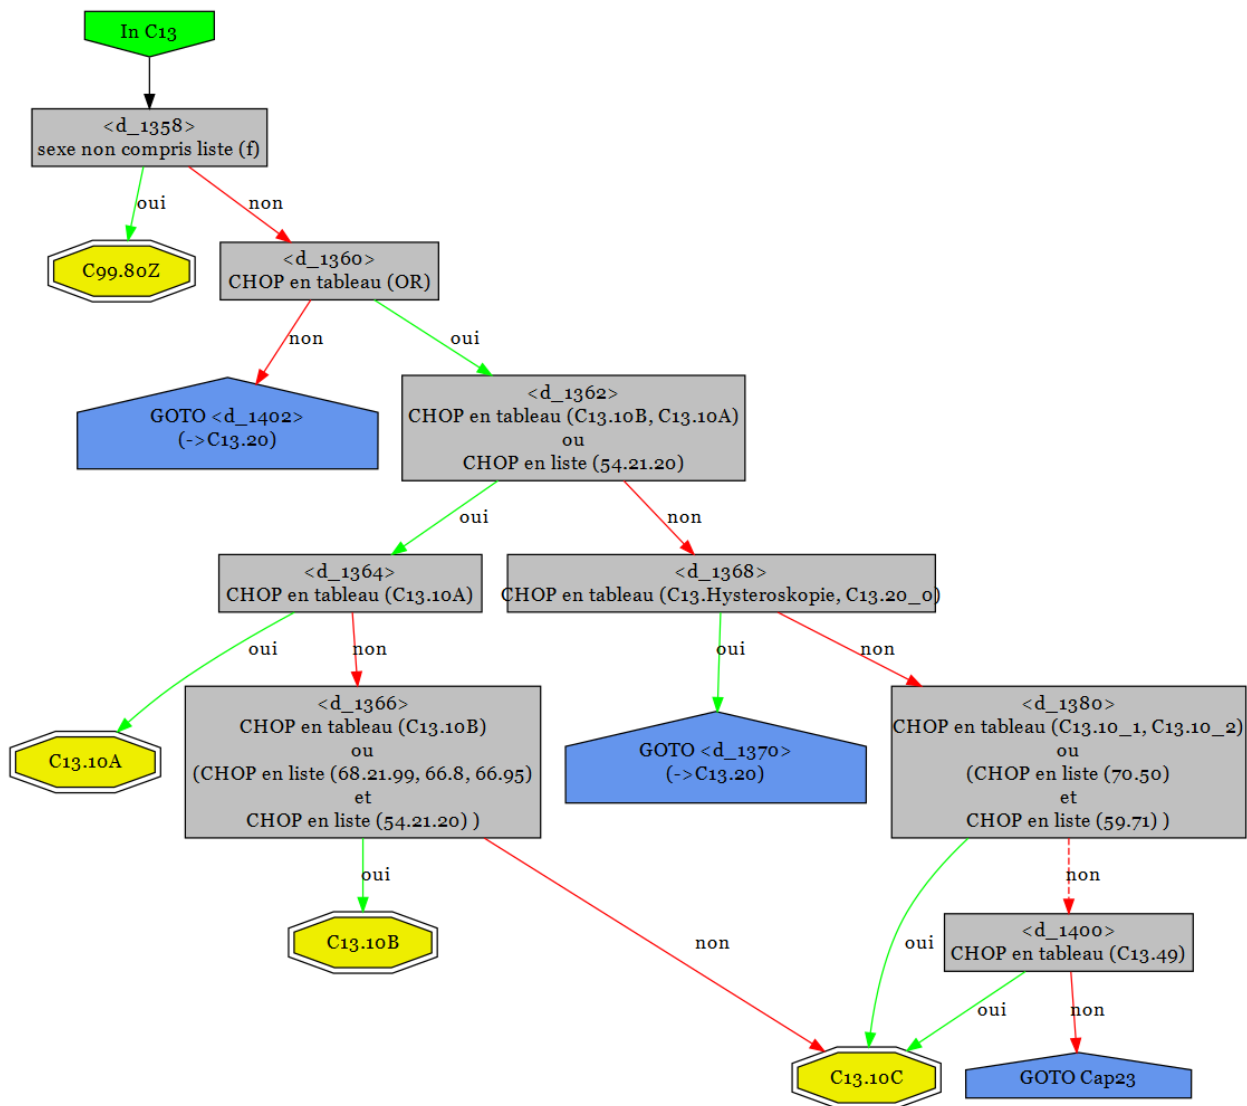 In C13
<d_1358>
sexe non compris liste (f)
oui
non
C99.80Z
<d_1360>
CHOP en tableau (OR)
non
oui
GOTO <d_1402>
(->C13.20)
<d_1362>
CHOP en tableau (C13.10B, C13.10A)
ou
CHOP en liste (54.21.20)
oui
non
<d_1364>
CHOP en tableau (C13.10A)
<d_1368>
CHOP en tableau (C13.Hysteroskopie, C13.20_0)
oui
non
oui
non
C13.10A
<d_1366>
CHOP en tableau (C13.10B)
ou
(CHOP en liste (68.21.99, 66.8, 66.95)
et
CHOP en liste (54.21.20) )
GOTO <d_1370>
(->C13.20)
<d_1380>
CHOP en tableau (C13.10_1, C13.10_2)
ou
(CHOP en liste (70.50)
et
CHOP en liste (59.71) )
oui
non
C13.10B
non
oui
<d_1400>
CHOP en tableau (C13.49)
oui
non
C13.10C
GOTO Cap23